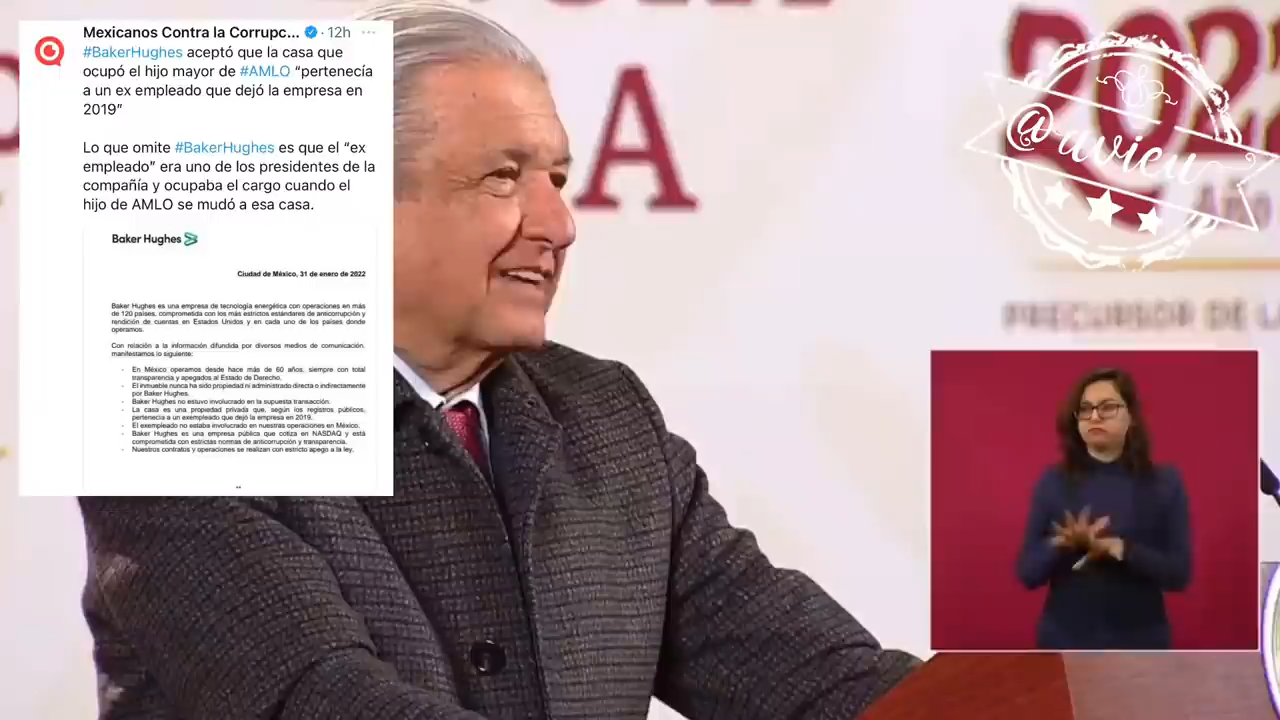 Mexicanos Contra la Corrupc... · 12h ...
#BakerHughes aceptó que la casa que
ocupó el hijo mayor de #AMLO “pertenecía
a un ex empleado que dejó la empresa en
2019”
Lo que omite #BakerHughes es que el “ex
empleado” era uno de los presidentes de la
compañía y ocupaba el cargo cuando el
hijo de AMLO se mudó a esa casa.
Baker Hughes
Ciudad de México, 31 de enero de 2022
Baker Hughes es una empresa de tecnología energética con operaciones en más
de 120 países, comprometida con los más estrictos estándares de anticorrupción y
rendición de cuentas en Estados Unidos y en cada uno de los países donde
operamos.
Con relación a la información difundida por diversos medios de comunicación,
manifestamos lo siguiente:
- En México operamos desde hace más de 60 años, siempre con total
transparencia y apegados al Estado de Derecho.
- El inmueble nunca ha sido propiedad ni administrado directa o indirectamente
por Baker Hughes.
- Baker Hughes no estuvo involucrado en la supuesta transacción.
- La casa es una propiedad privada que, según los registros públicos,
pertenecía a un exempleado que dejó la empresa en 2019.
- El exempleado no estaba involucrado en nuestras operaciones en México.
- Baker Hughes es una empresa pública que cotiza en NASDAQ y está
comprometida con estrictas normas de anticorrupción y transparencia.
- Nuestros contratos y operaciones se realizan con estricto apego a la ley,
A
2022
@uvieu
Año
PRECURSOR DE L